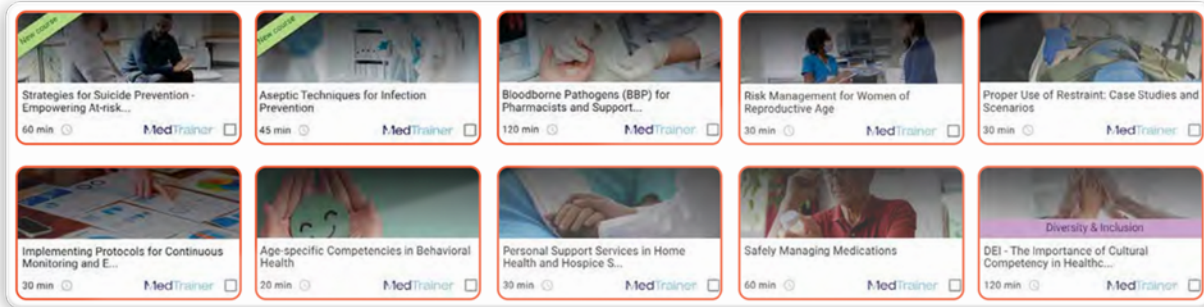 New course
Strategies for Suicide Prevention -
Empowering At-risk...
60 min
MedTrainer
New course
Aseptic Techniques for Infection
Prevention
45 min
MedTrainer
Bloodborne Pathogens (BBP) for
Pharmacists and Support...
120 min
MedTrainer
Risk Management for Women of
Reproductive Age
30 min
MedTrainer
Proper Use of Restraint: Case Studies and
Scenarios
30 min
MedTrainer
Implementing Protocols for Continuous
Monitoring and E...
30 min
MedTrainer
Age-specific Competencies in Behavioral
Health
20 min
MedTrainer
Personal Support Services in Home
Health and Hospice S...
30 min
MedTrainer
Safely Managing Medications
60 min
MedTrainer
Diversity & Inclusion
DEI - The Importance of Cultural
Competency in Healthc...
120 min
MedTrainer